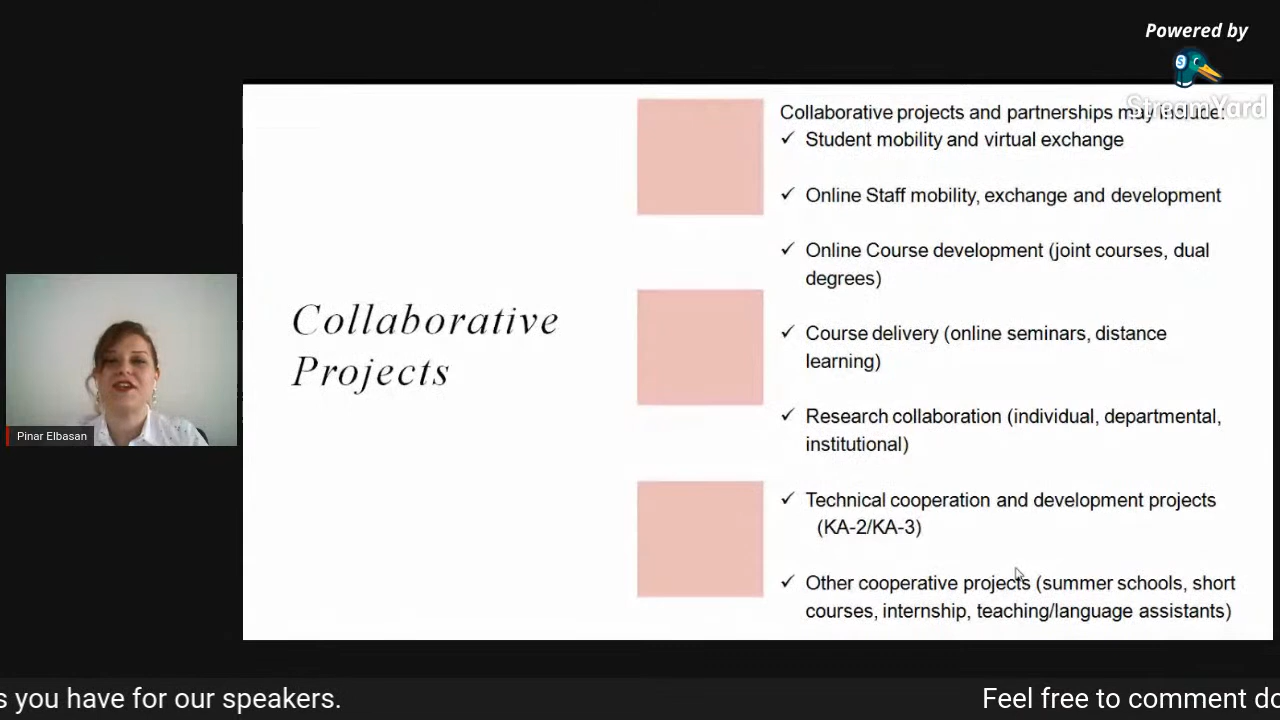 Powered by
StreamYard
Collaborative projects and partnerships may include:
✓ Student mobility and virtual exchange
✓ Online Staff mobility, exchange and development
✓ Online Course development (joint courses, dual
degrees)
Collaborative
Projects
✓ Course delivery (online seminars, distance
learning)
✓ Research collaboration (individual, departmental,
institutional)
✓ Technical cooperation and development projects
(KA-2/KA-3)
✓ Other cooperative projects (summer schools, short
courses, internship, teaching/language assistants)
Pinar Elbasan
s you have for our speakers.
Feel free to comment do